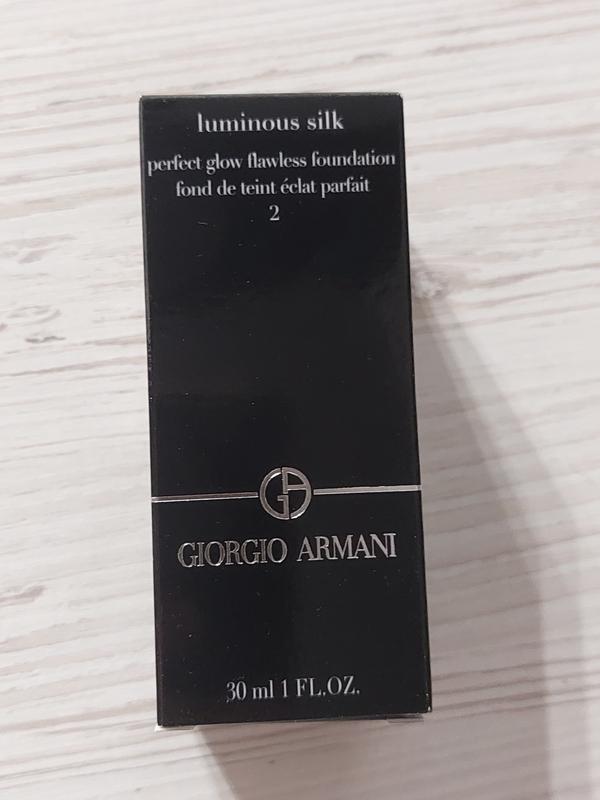 luminous silk
perfect glow flawless foundation
fond de teint éclat parfait
2
GA
GIORGIO ARMANI
30 ml 1 FL.OZ.